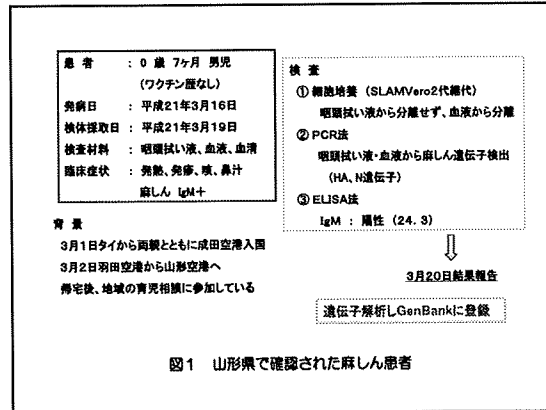 患者 : 0歳 7ヶ月 男児
(ワクチン歴なし)
発病日 : 平成21年3月16日
検体採取日 : 平成21年3月19日
検査材料 : 咽頭拭い液、血液、血清
臨床症状 : 発熱、発疹、咳、鼻汁
麻しん IgM+
背景
3月1日タイから両親とともに成田空港入国
3月2日羽田空港から山形空港へ
帰宅後、地域の育児相談に参加している
検査
① 細胞培養 (SLAMVero2代継代)
咽頭拭い液から分離せず、血液から分離
② PCR法
咽頭拭い液・血液から麻しん遺伝子検出
(HA、N遺伝子)
③ ELISA法
IgM : 陽性 (24.3)
3月20日結果報告
遺伝子解析しGenBankに登録
図1 山形県で確認された麻しん患者